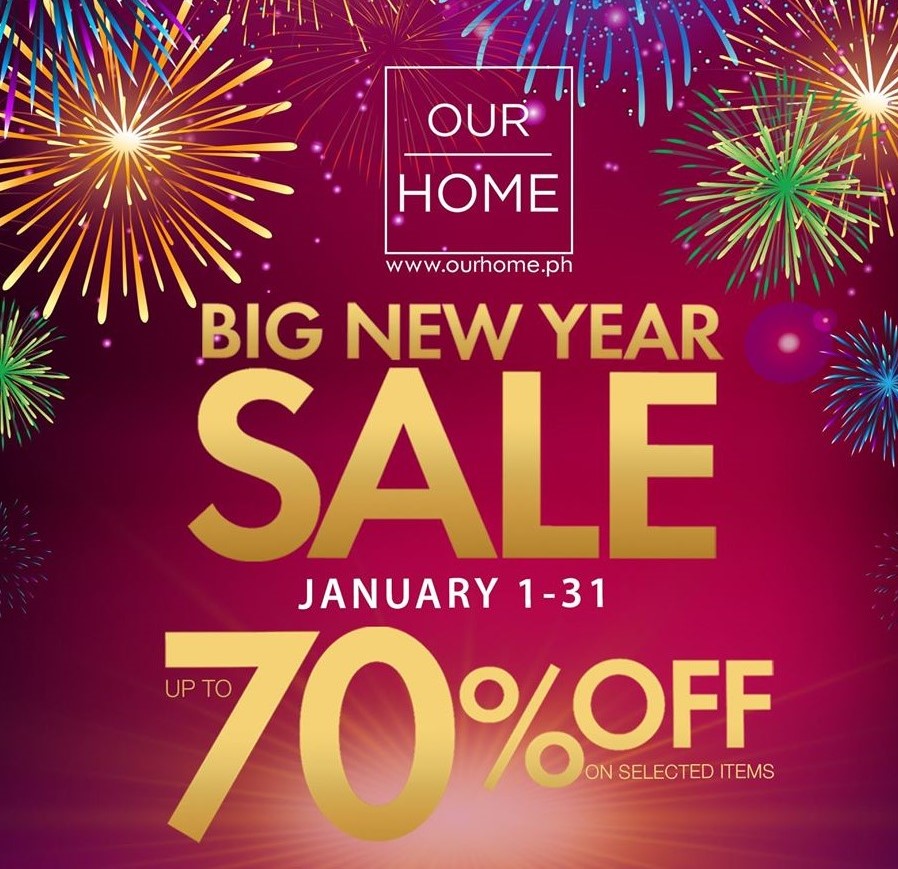 OUR
HOME
www.ourhome.ph
BIG NEW YEAR
SALE
JANUARY 1-31
UP TO
70% OFF
ON SELECTED ITEMS